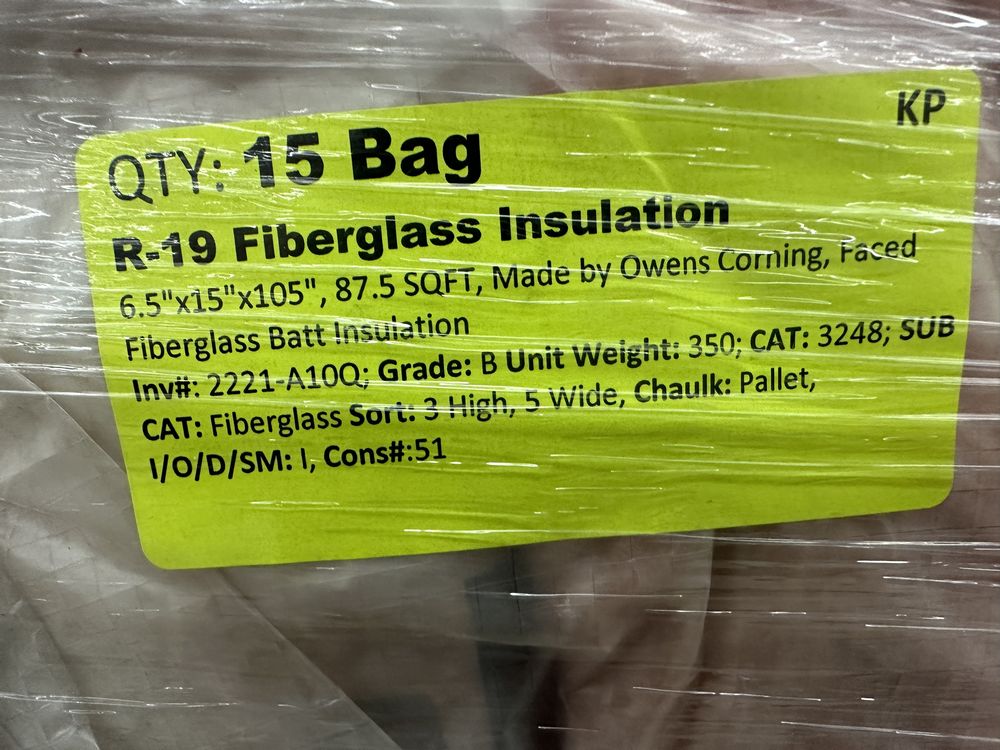 KP
QTY: 15 Bag
R-19 Fiberglass Insulation
6.5"x15"x105", 87.5 SQFT, Made by Owens Corning, Faced
Fiberglass Batt Insulation
Inv#: 2221-A10Q; Grade: B Unit Weight: 350; CAT: 3248; SUB
CAT: Fiberglass Sort: 3 High, 5 Wide, Chaulk: Pallet,
I/O/D/SM: I, Cons#:51